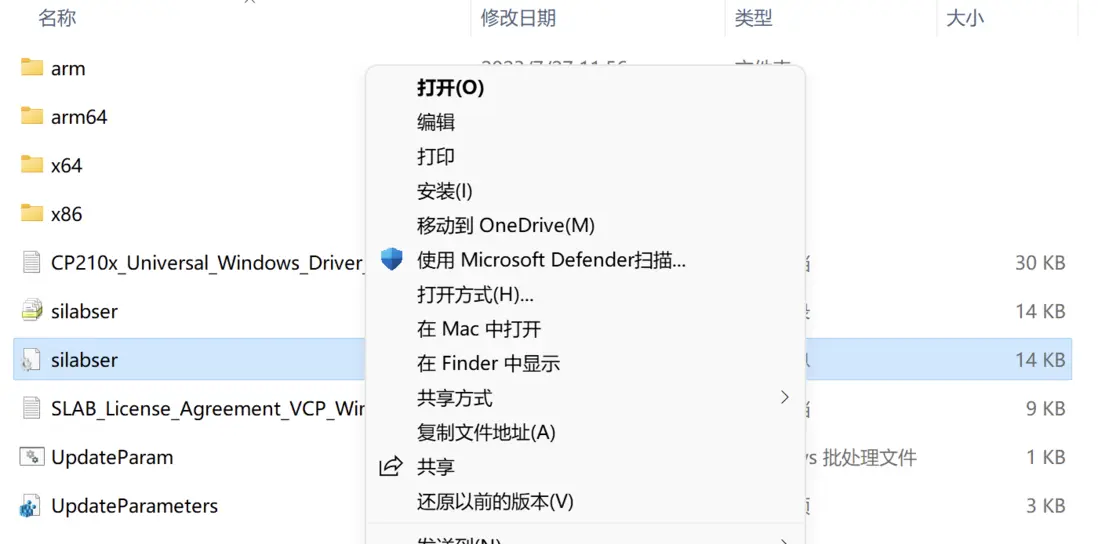 名称 修改日期 类型 大小
arm
arm64
x64
x86
CP210x_Universal_Windows_Driver_ 30 KB
silabser 14 KB
silabser 14 KB
SLAB_License_Agreement_VCP_Win 9 KB
UpdateParam 批处理文件 1 KB
UpdateParameters 3 KB
打开(O)
编辑
打印
安装(I)
移动到 OneDrive(M)
使用 Microsoft Defender扫描...
打开方式(H)...
在 Mac 中打开
在 Finder 中显示
共享方式
复制文件地址(A)
共享
还原以前的版本(V)
发送到(N)